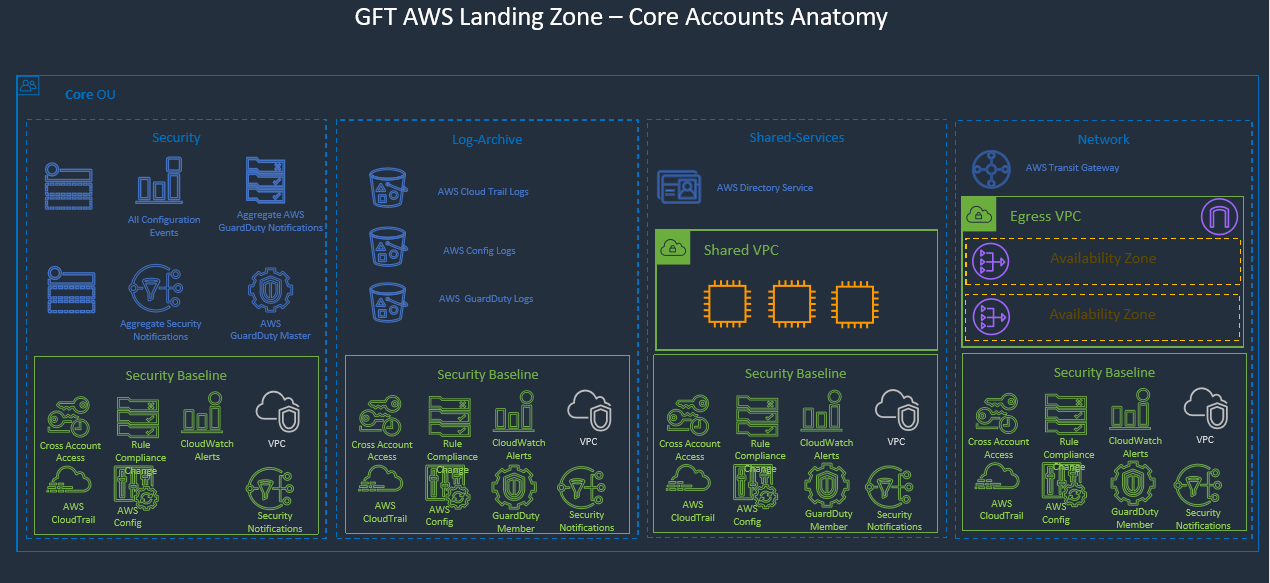 GFT AWS Landing Zone – Core Accounts Anatomy
Core OU
Security
All Configuration
Events
Aggregate AWS
GuardDuty Notifications
Aggregate Security
Notifications
AWS
GuardDuty Master
Security Baseline
Cross Account
Access
Rule
Compliance
Change
CloudWatch
Alerts
VPC
AWS
CloudTrail
AWS
Config
Security
Notifications
Log-Archive
AWS Cloud Trail Logs
AWS Config Logs
AWS GuardDuty Logs
Security Baseline
Cross Account
Access
Rule
Compliance
Change
CloudWatch
Alerts
VPC
AWS
CloudTrail
AWS
Config
GuardDuty
Member
Security
Notifications
Shared-Services
AWS Directory Service
Shared VPC
Security Baseline
Cross Account
Access
Rule
Compliance
Change
CloudWatch
Alerts
VPC
AWS
CloudTrail
AWS
Config
GuardDuty
Member
Security
Notifications
Network
AWS Transit Gateway
Egress VPC
Availability Zone
Availability Zone
Security Baseline
Cross Account
Access
Rule
Compliance
Change
CloudWatch
Alerts
VPC
AWS
CloudTrail
AWS
Config
GuardDuty
Member
Security
Notifications